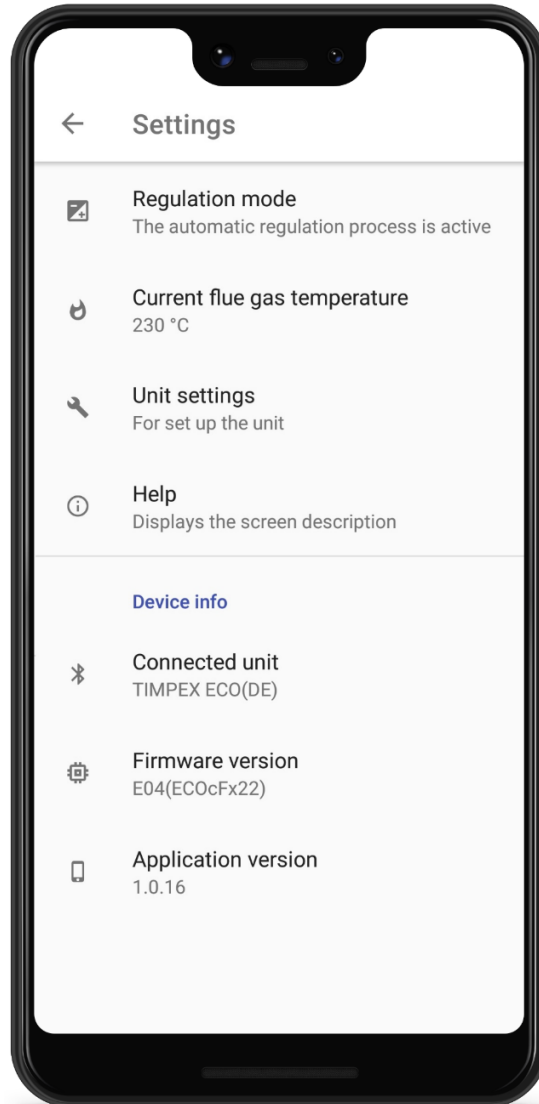 Settings
Regulation mode
The automatic regulation process is active
Current flue gas temperature
230 °C
Unit settings
For set up the unit
Help
Displays the screen description
Device info
Connected unit
TIMPEX ECO(DE)
Firmware version
E04(ECOcFx22)
Application version
1.0.16